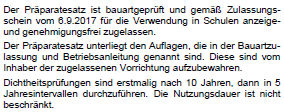 Der Präparatesatz ist bauartgeprüft und gemäß Zulassungs-
schein vom 6.9.2017 für die Verwendung in Schulen anzeige-
und genehmigungsfrei zugelassen.
Der Präparatesatz unterliegt den Auflagen, die in der Bauartzu-
lassung und Betriebsanleitung genannt sind. Diese sind vom
Inhaber der zugelassenen Vorrichtung aufzubewahren.
Dichtheitsprüfungen sind erstmalig nach 10 Jahren, dann in 5
Jahresintervallen durchzuführen. Die Nutzungsdauer ist nicht
beschränkt.